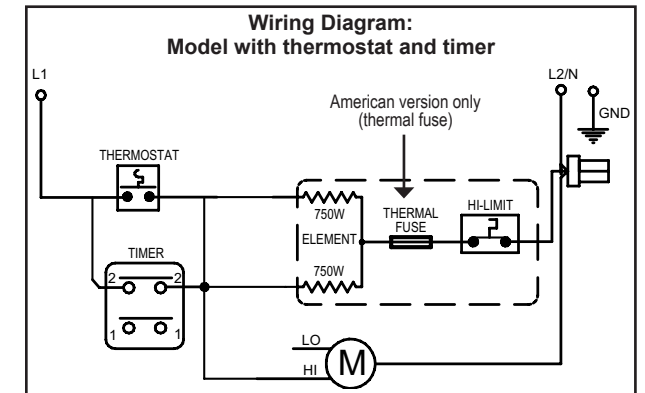 Wiring Diagram:
Model with thermostat and timer
L1
L2/N
GND
American version only
(thermal fuse)
THERMOSTAT
750W
THERMAL
FUSE
HI-LIMIT
ELEMENT
TIMER
2
2
750W
1
1
LO
HI
M